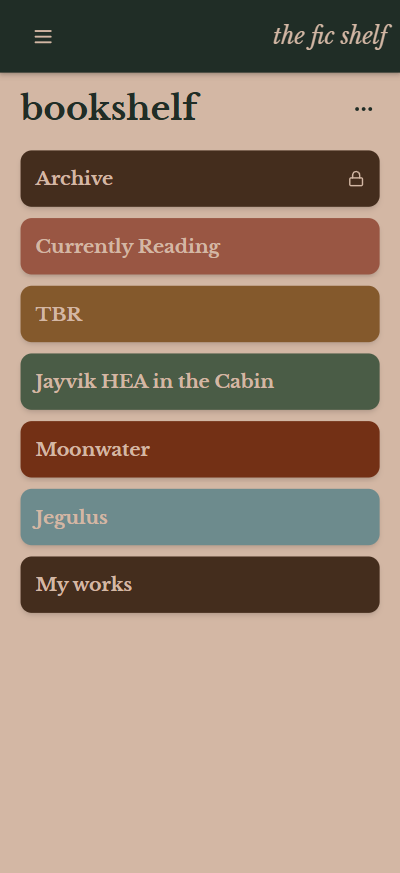 the fic shelf
bookshelf
Archive
Currently Reading
TBR
Jayvik HEA in the Cabin
Moonwater
Jegulus
My works